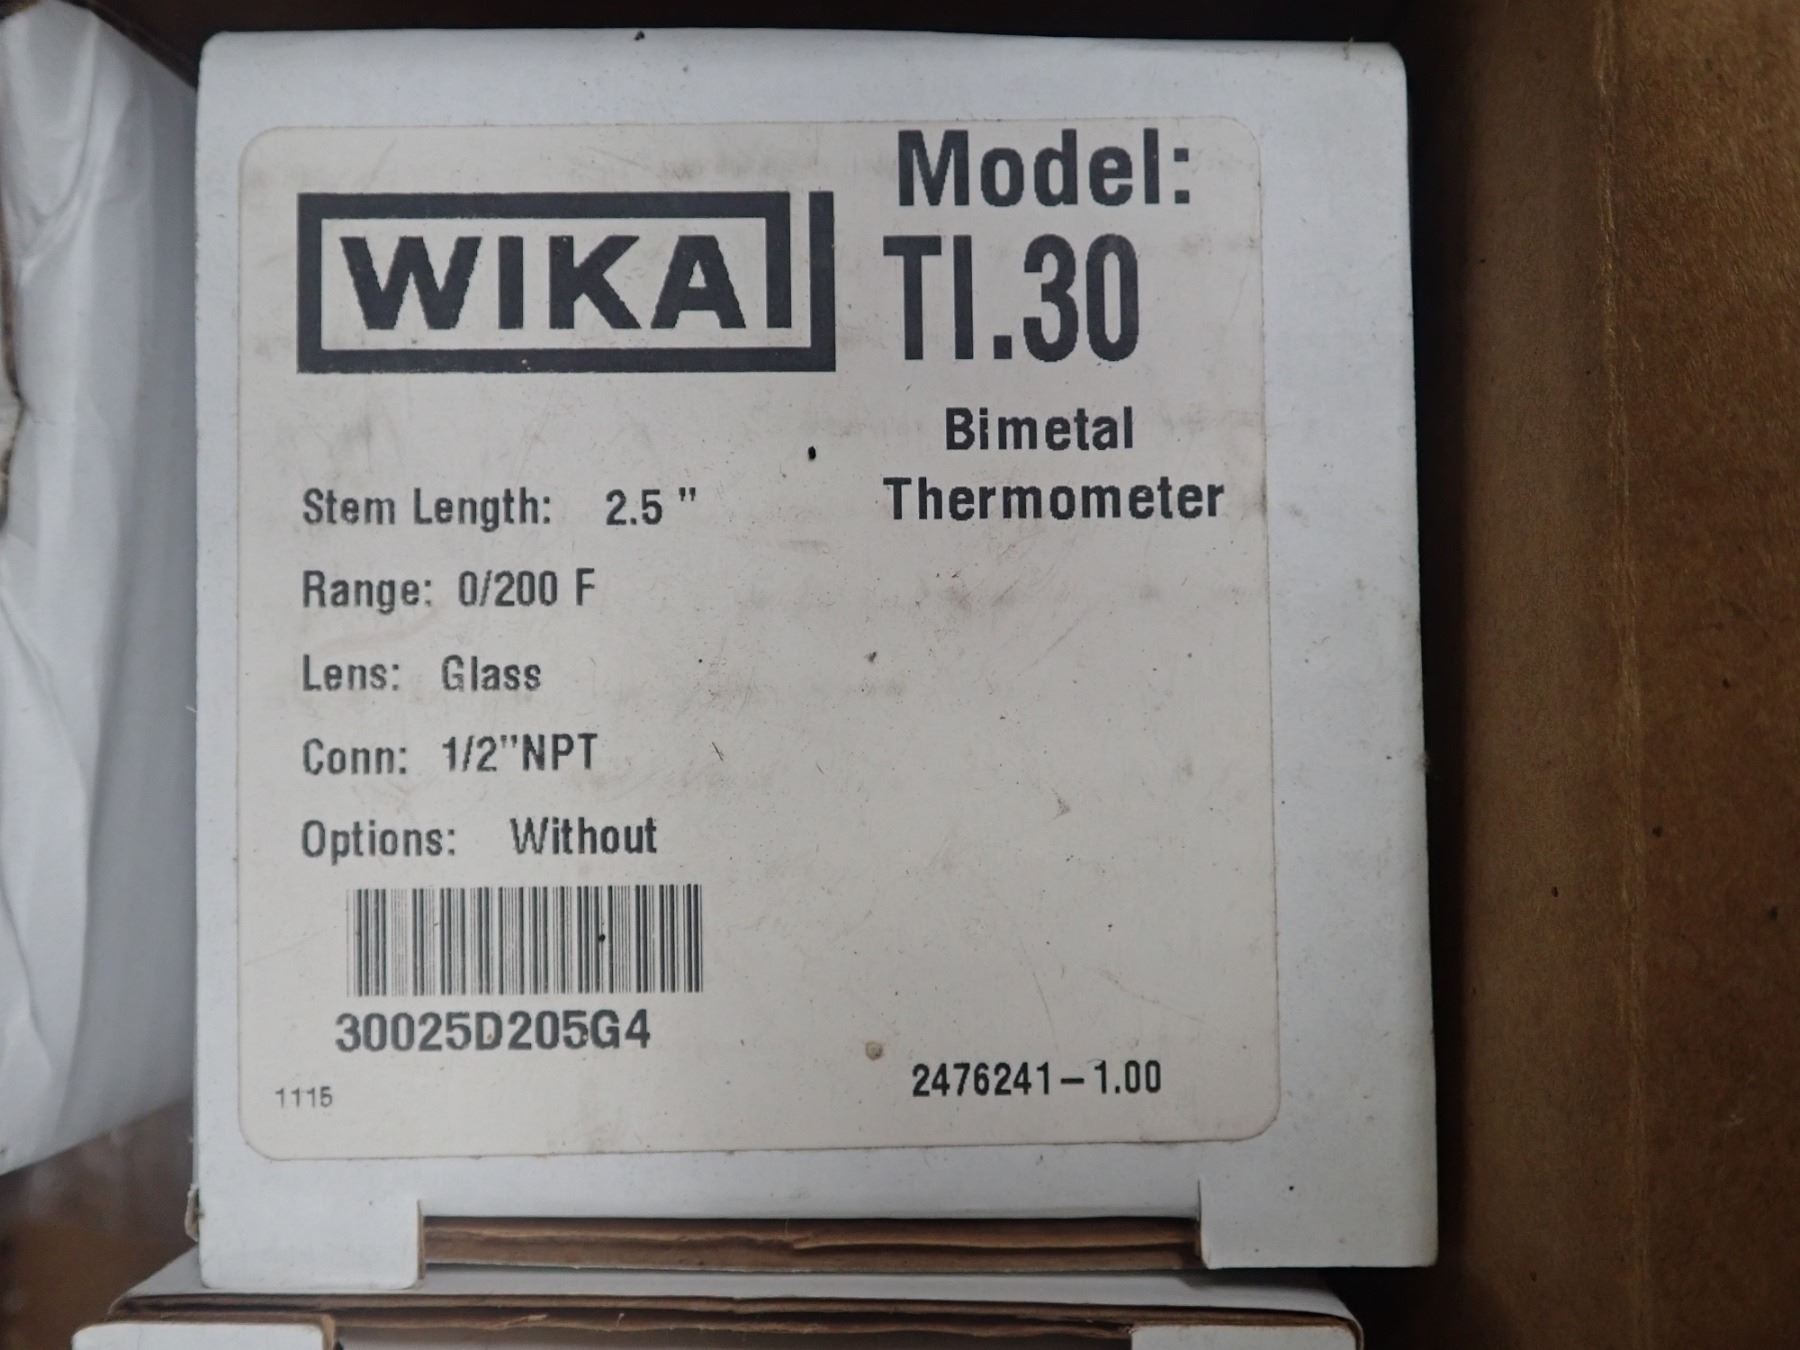 WIKA
Model:
TI.30
Bimetal
Thermometer
Stem Length: 2.5 "
Range: 0/200 F
Lens: Glass
Conn: 1/2"NPT
Options: Without
30025D205G4
1115
2476241-1.00